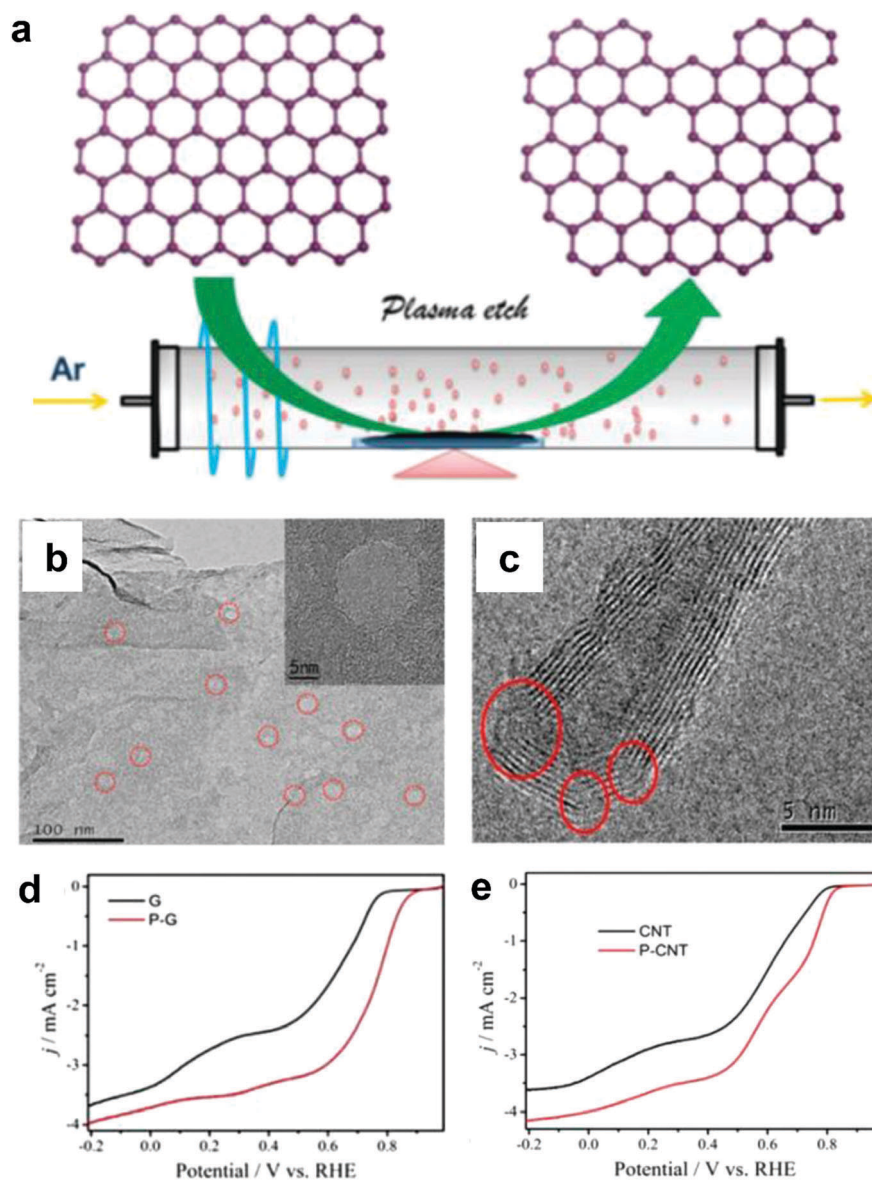 a
Plasma etch
Ar
b
5nm
100 nm
c
5 nm
d
0
-1
-2
-3
-4
j / mA cm-2
G
P-G
-0.2 0.0 0.2 0.4 0.6 0.8
Potential / V vs. RHE
e
0
-1
-2
-3
-4
j / mA cm-2
CNT
P-CNT
-0.2 0.0 0.2 0.4 0.6 0.8
Potential / V vs. RHE